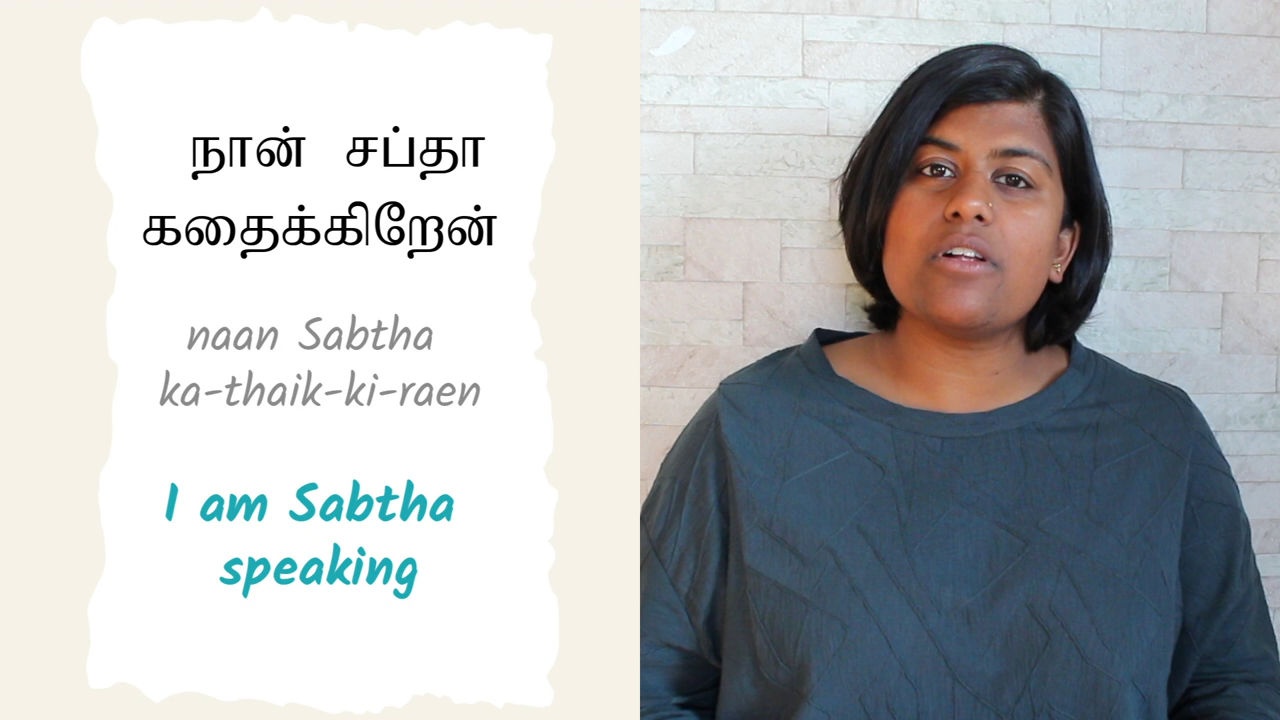 நான் சப்தா
கதைக்கிறேன்
naan Sabtha
ka-thaik-ki-raen
I am Sabtha
speaking